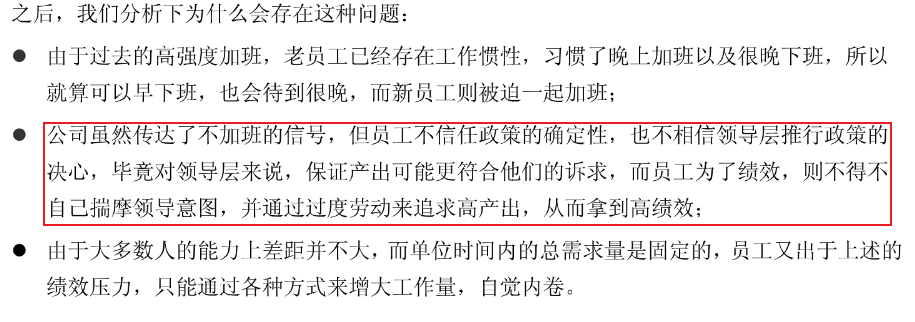 之后，我们分析下为什么会存在这种问题：
● 由于过去的高强度加班，老员工已经存在工作惯性，习惯了晚上加班以及很晚下班，所以
就算可以早下班，也会待到很晚，而新员工则被迫一起加班；
● 公司虽然传达了不加班的信号，但员工不信任政策的确定性，也不相信领导层推行政策的
决心，毕竟对领导层来说，保证产出可能更符合他们的诉求，而员工为了绩效，则不得不
自己揣摩领导意图，并通过过度劳动来追求高产出，从而拿到高绩效；
● 由于大多数人的能力上差距并不大，而单位时间内的总需求量是固定的，员工又出于上述的
绩效压力，只能通过各种方式来增大工作量，自觉内卷。